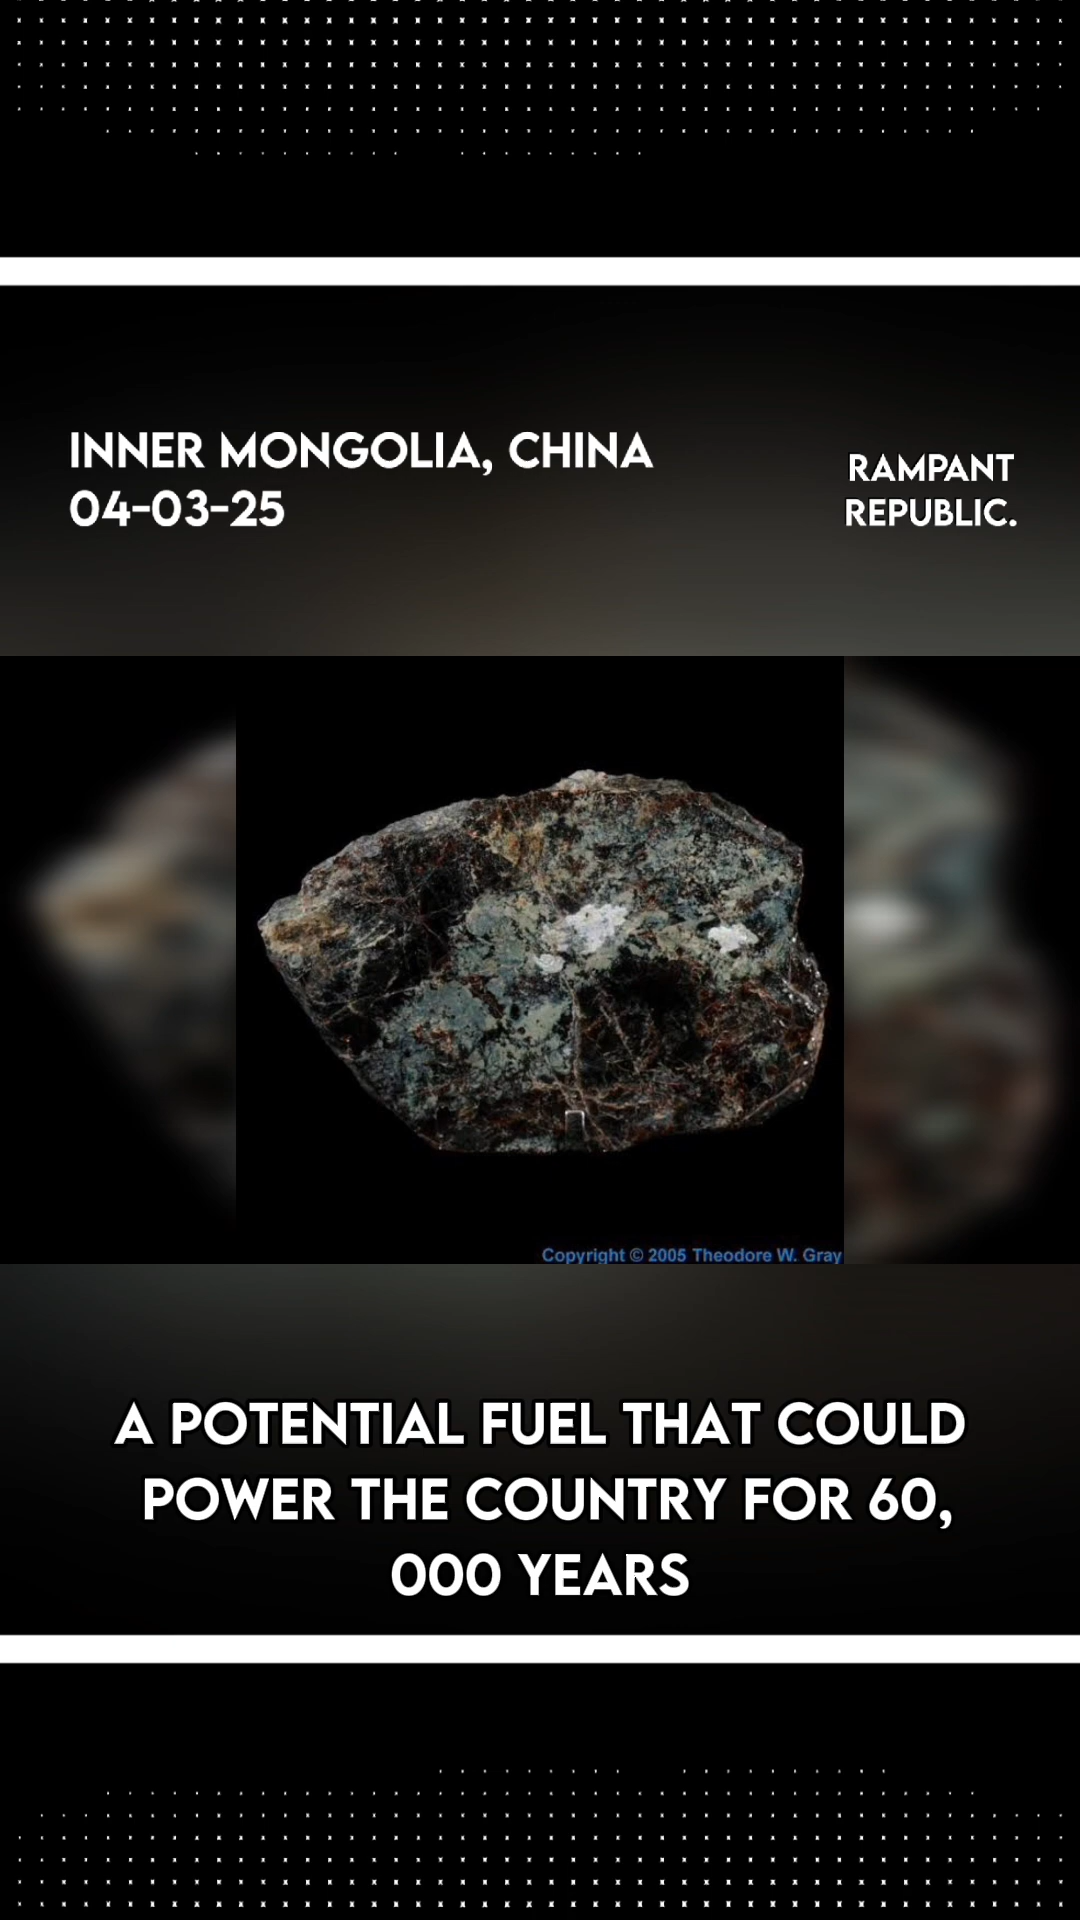 INNER MONGOLIA, CHINA
04-03-25
RAMPANT
REPUBLIC.
Copyright © 2005 Theodore W. Gray
A POTENTIAL FUEL THAT COULD
POWER THE COUNTRY FOR 60,
000 YEARS